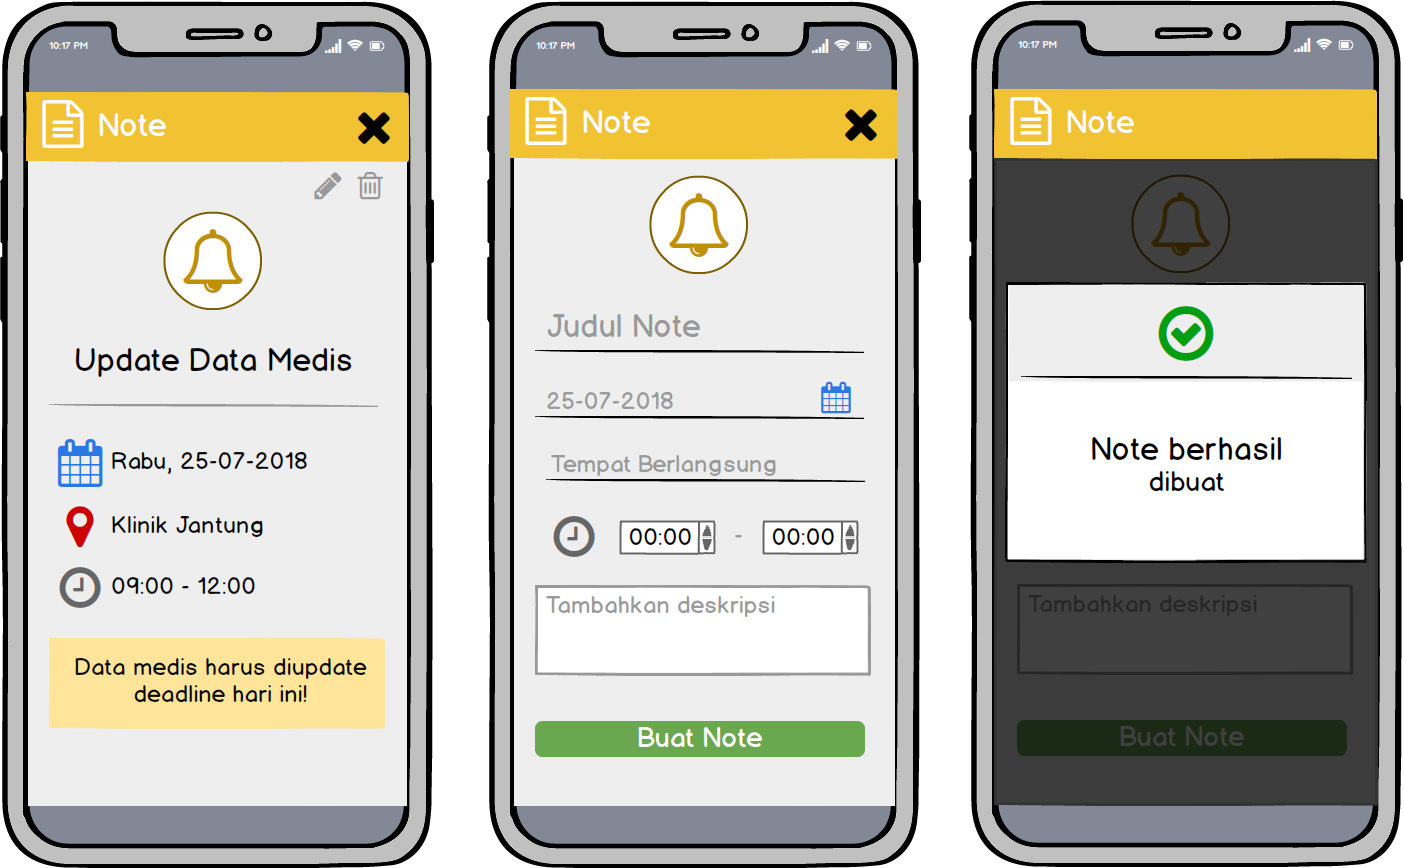 10:17 PM
Note
Update Data Medis
Rabu, 25-07-2018
Klinik Jantung
09:00 - 12:00
Data medis harus diupdate
deadline hari ini!
10:17 PM
Note
Judul Note
25-07-2018
Tempat Berlangsung
00:00 - 00:00
Tambahkan deskripsi
Buat Note
10:17 PM
Note
Note berhasil
dibuat
Tambahkan deskripsi
Buat Note